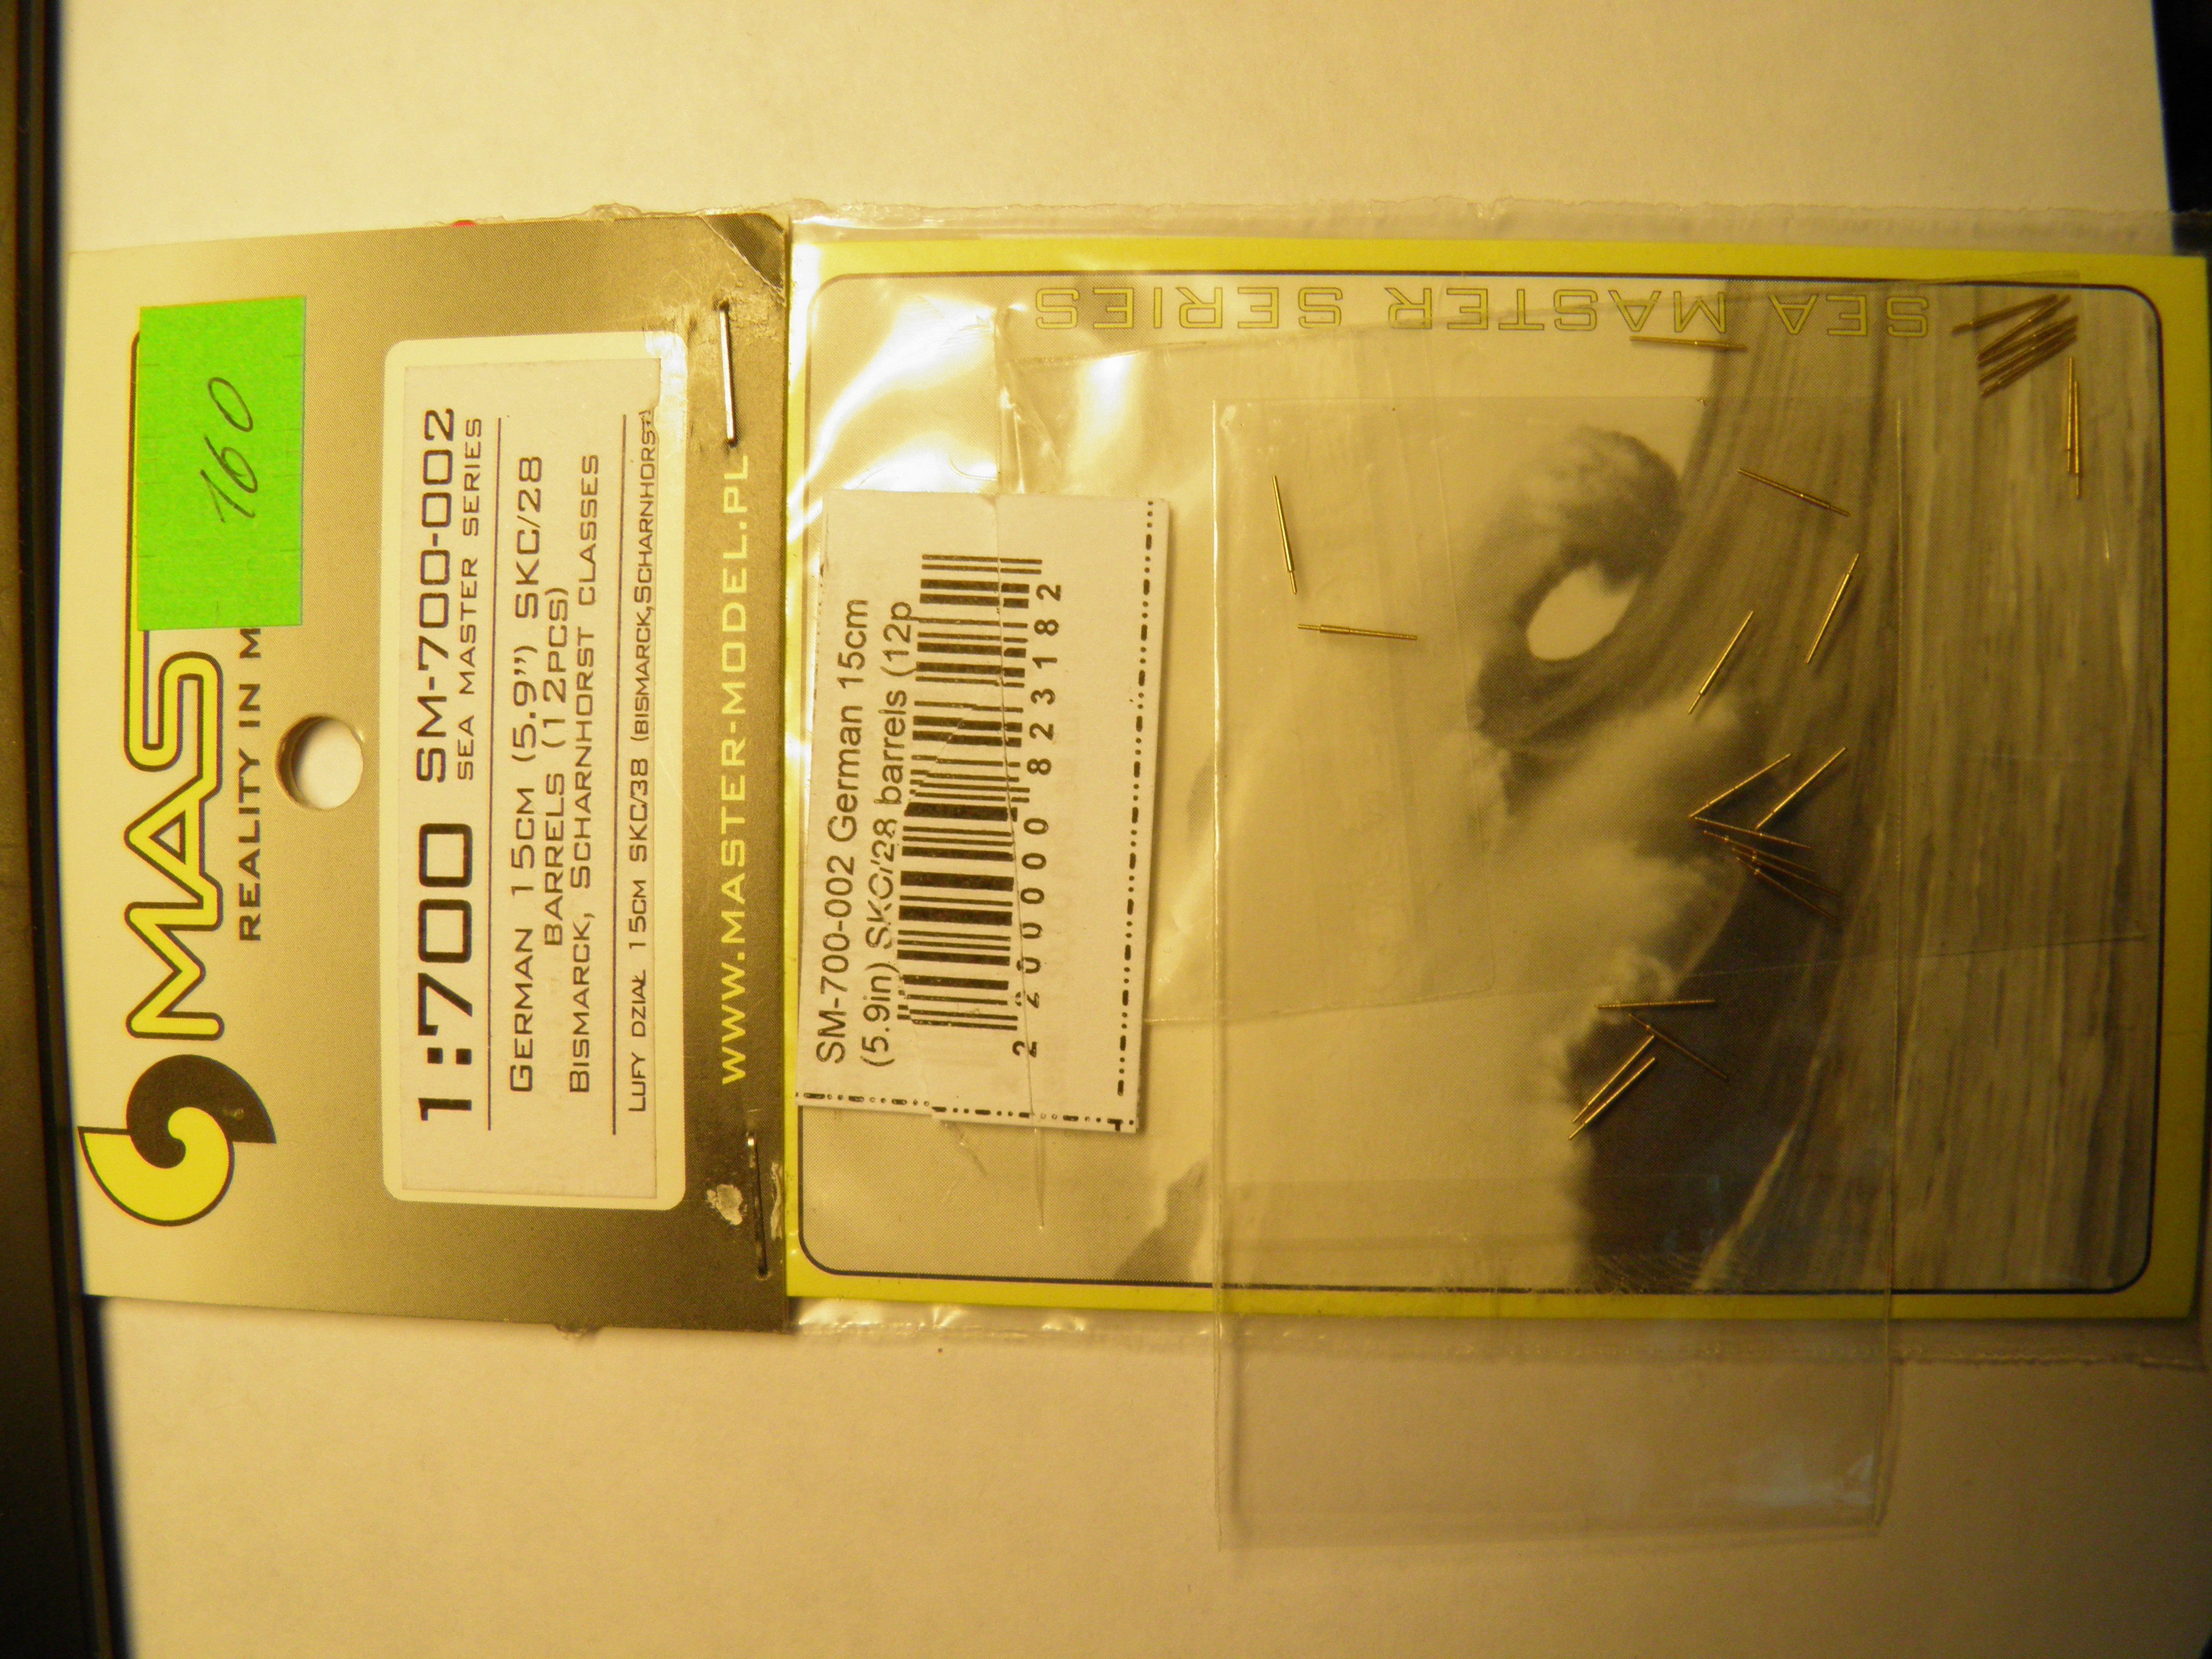 160
MAS
REALITY IN M
1:700 SM-700-002
SEA MASTER SERIES
GERMAN 15CM (5.9") SKC/28
BARRELS (12PCS)
BISMARCK, SCHARNHORST CLASSES
LUFY DZIAŁ 15CM SKC/38 (BISMARCK,SCHARNHORST)
WWW.MASTER-MODEL.PL
SM-700-002 German 15cm
(5.9in) SKC/28 barrels (12p
2 200000 823182
SEA MASTER SERIES